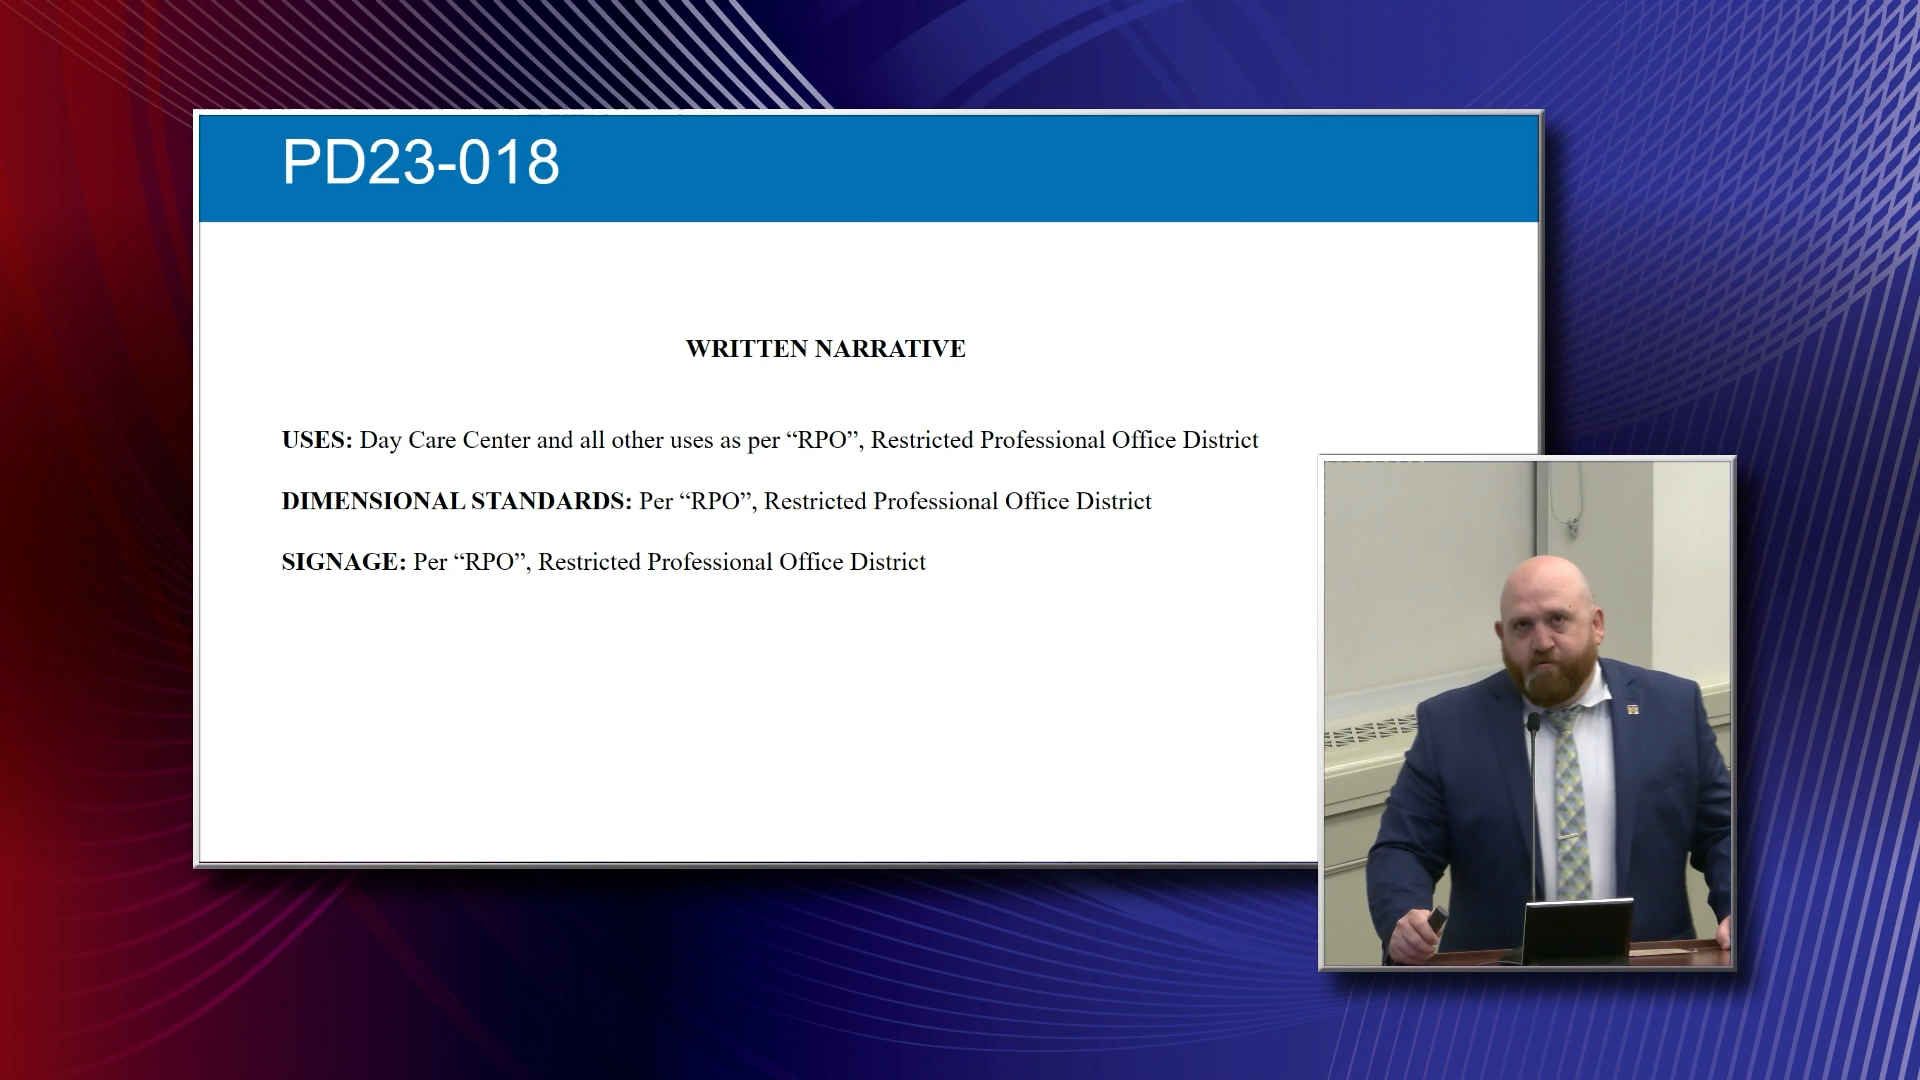 PD23-018
WRITTEN NARRATIVE
USES: Day Care Center and all other uses as per “RPO”, Restricted Professional Office District
DIMENSIONAL STANDARDS: Per “RPO”, Restricted Professional Office District
SIGNAGE: Per “RPO”, Restricted Professional Office District